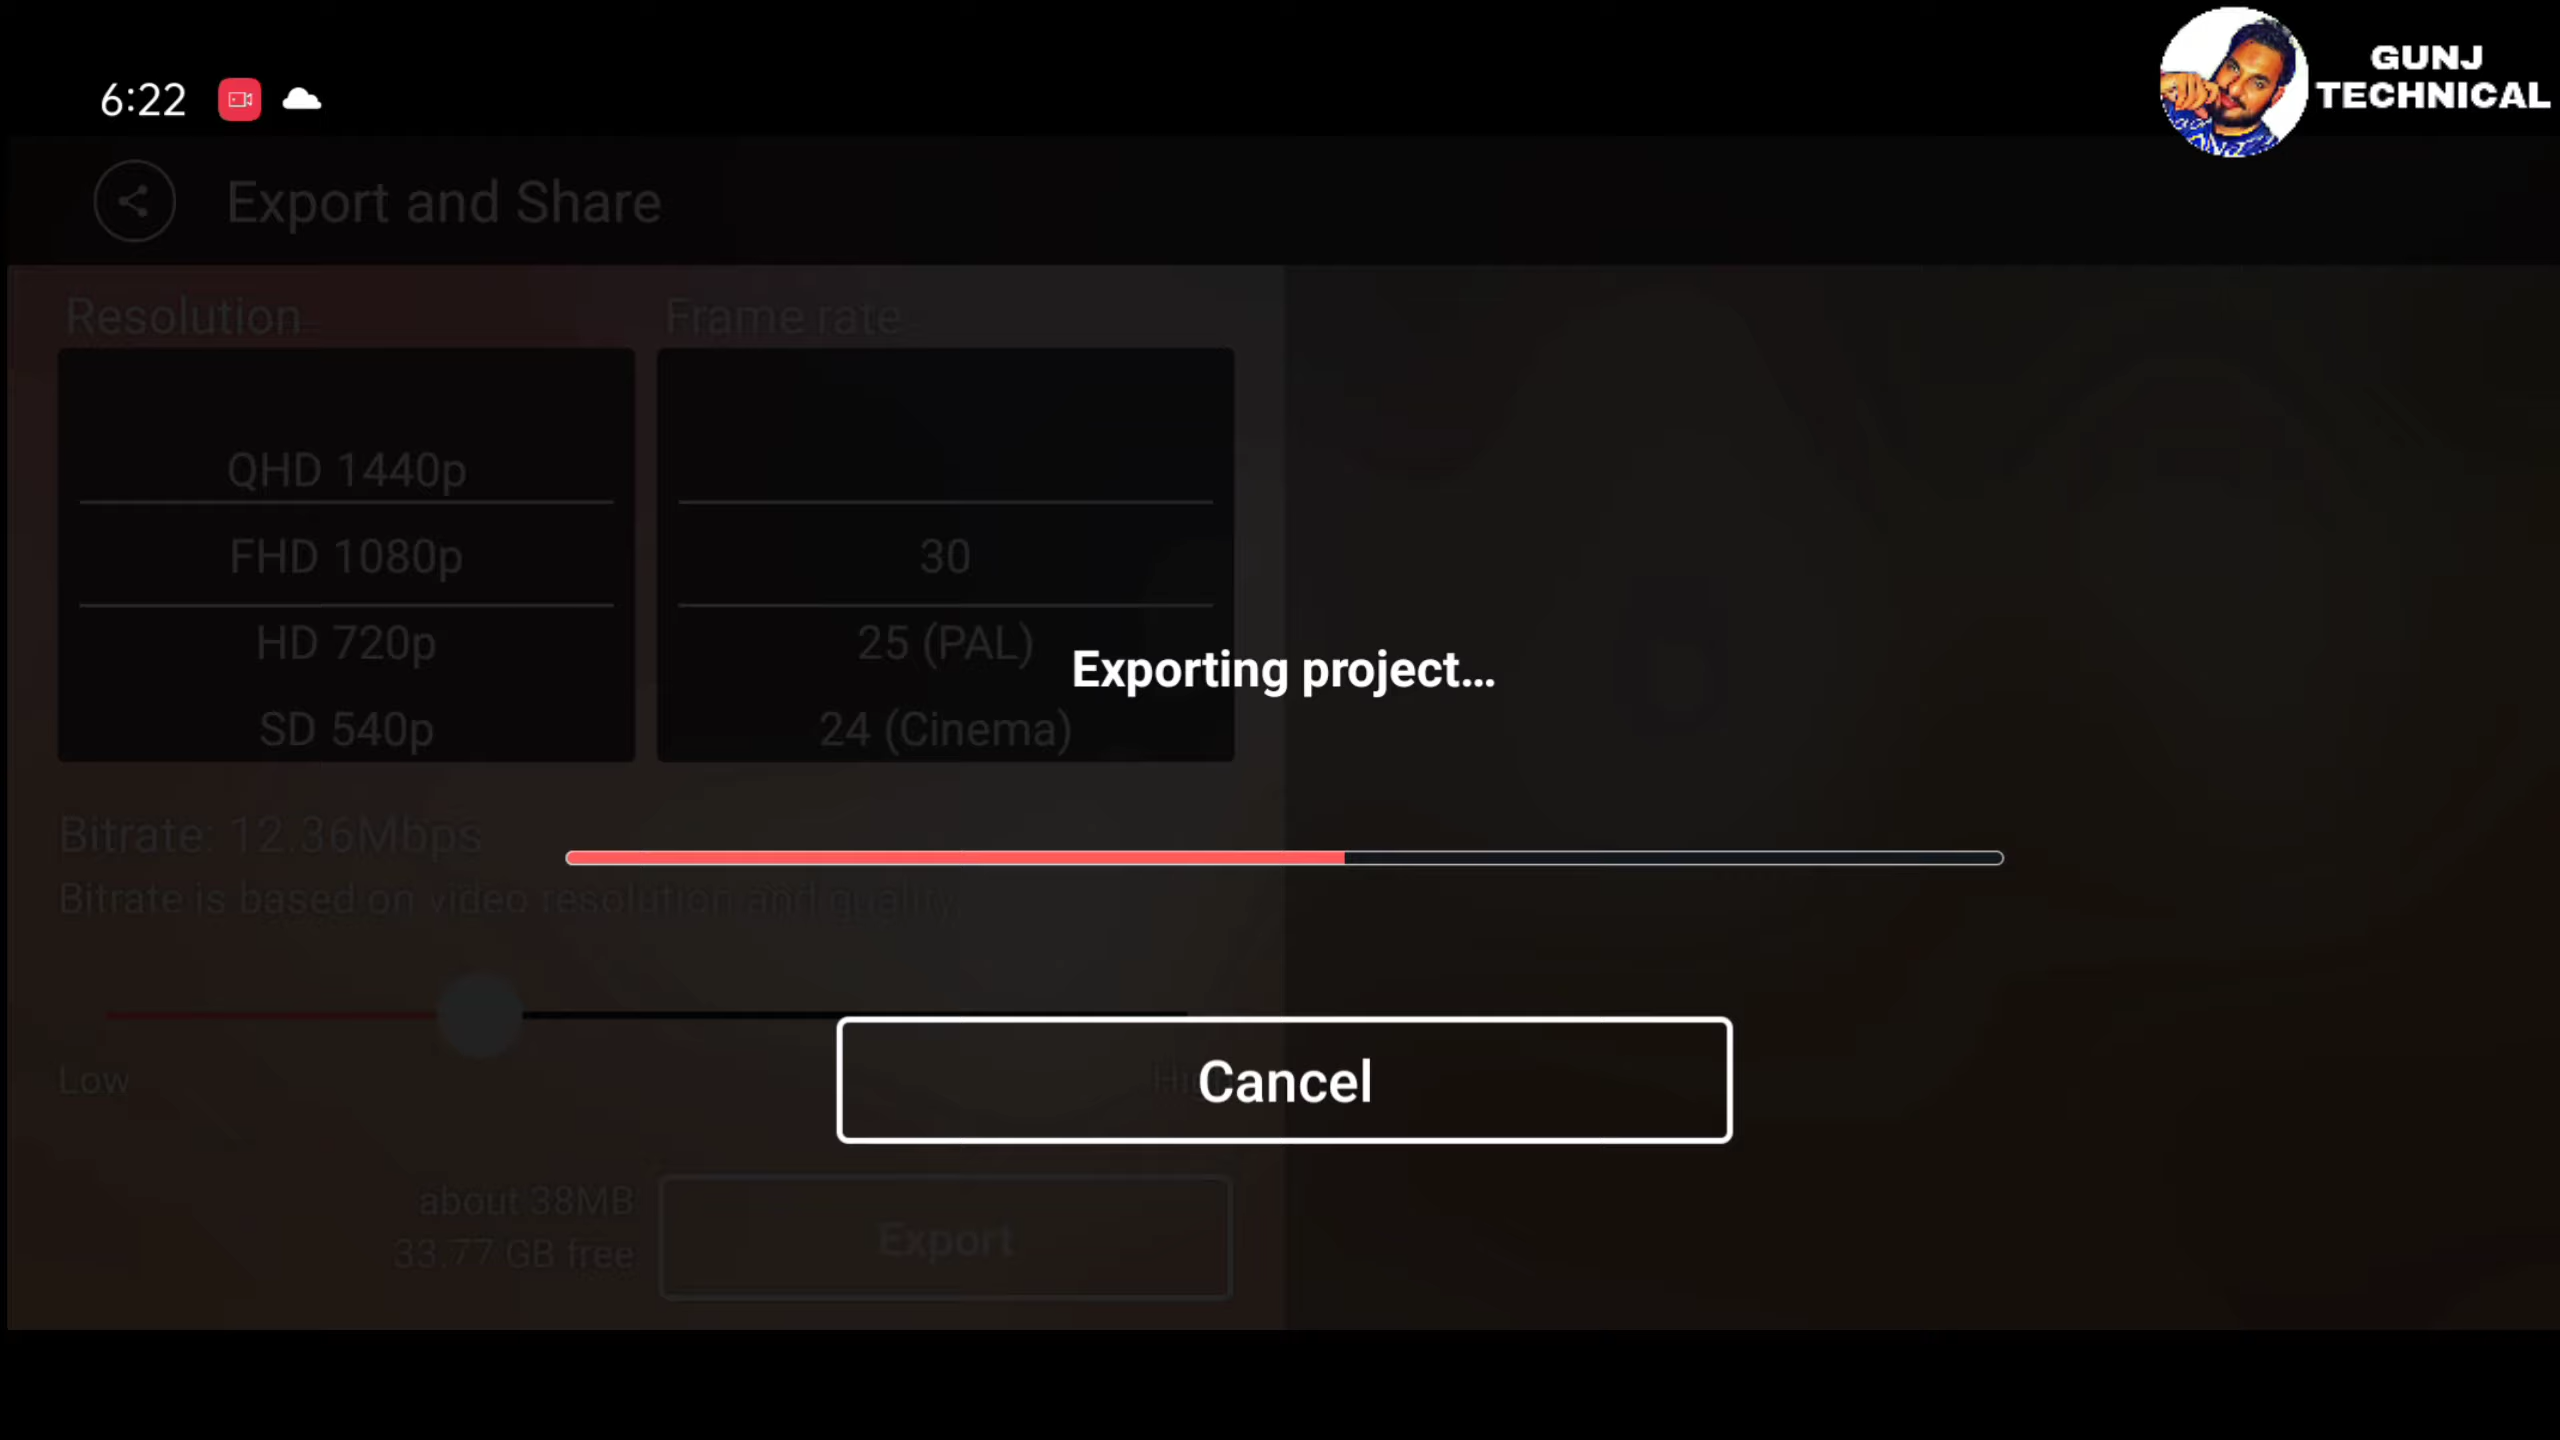 6:22
GUNJ
TECHNICAL
Export and Share
Resolution
Frame rate
QHD 1440p
FHD 1080p
HD 720p
SD 540p
30
25 (PAL)
24 (Cinema)
Exporting project...
Bitrate: 12.36Mbps
Bitrate is based on video resolution and quality.
Low
High
Cancel
about 38MB
33.77 GB free
Export